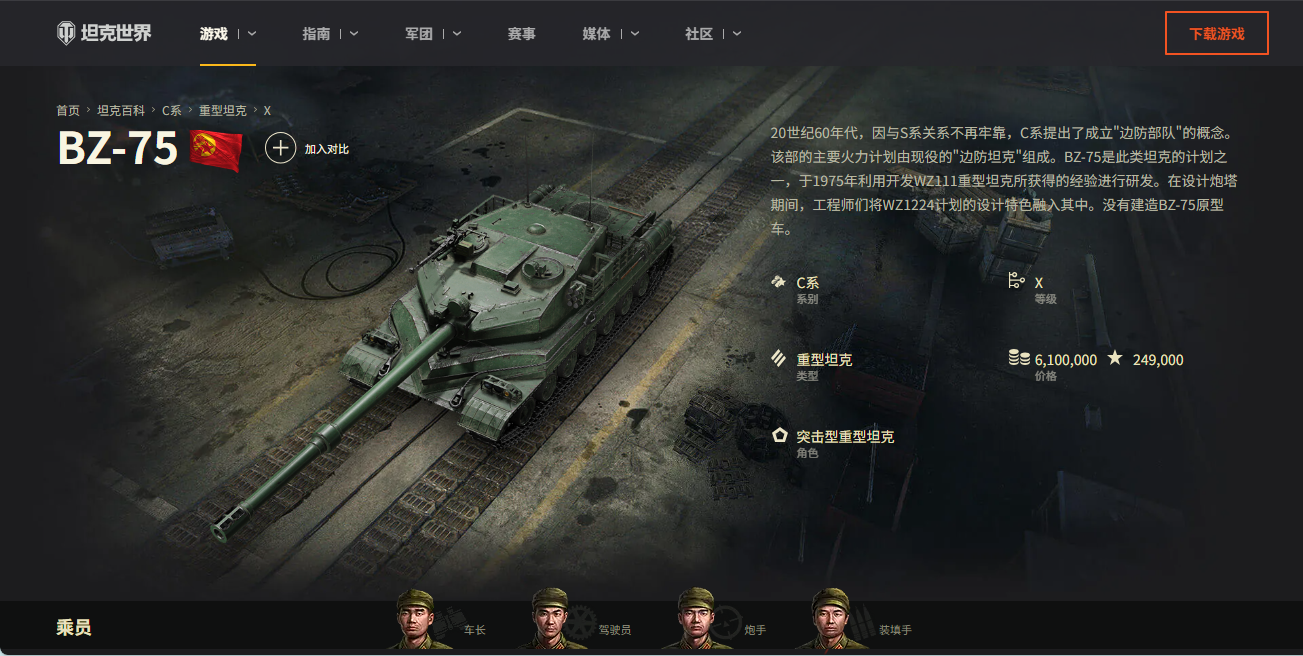 坦克世界 游戏 指南 军团 赛事 媒体 社区 下载游戏
首页 > 坦克百科 > C系 > 重型坦克 > X
BZ-75 加入对比
20世纪60年代，因与S系关系不再牢靠，C系提出了成立"边防部队"的概念。
该部的主要火力计划由现役的"边防坦克"组成。BZ-75是此类坦克的计划之
一，于1975年利用开发WZ111重型坦克所获得的经验进行研发。在设计炮塔
期间，工程师们将WZ1224计划的设计特色融入其中。没有建造BZ-75原型
车。
C系
系别
X
等级
重型坦克
类型
6,100,000 249,000
价格
突击型重型坦克
角色
乘员 车长 驾驶员 炮手 装填手